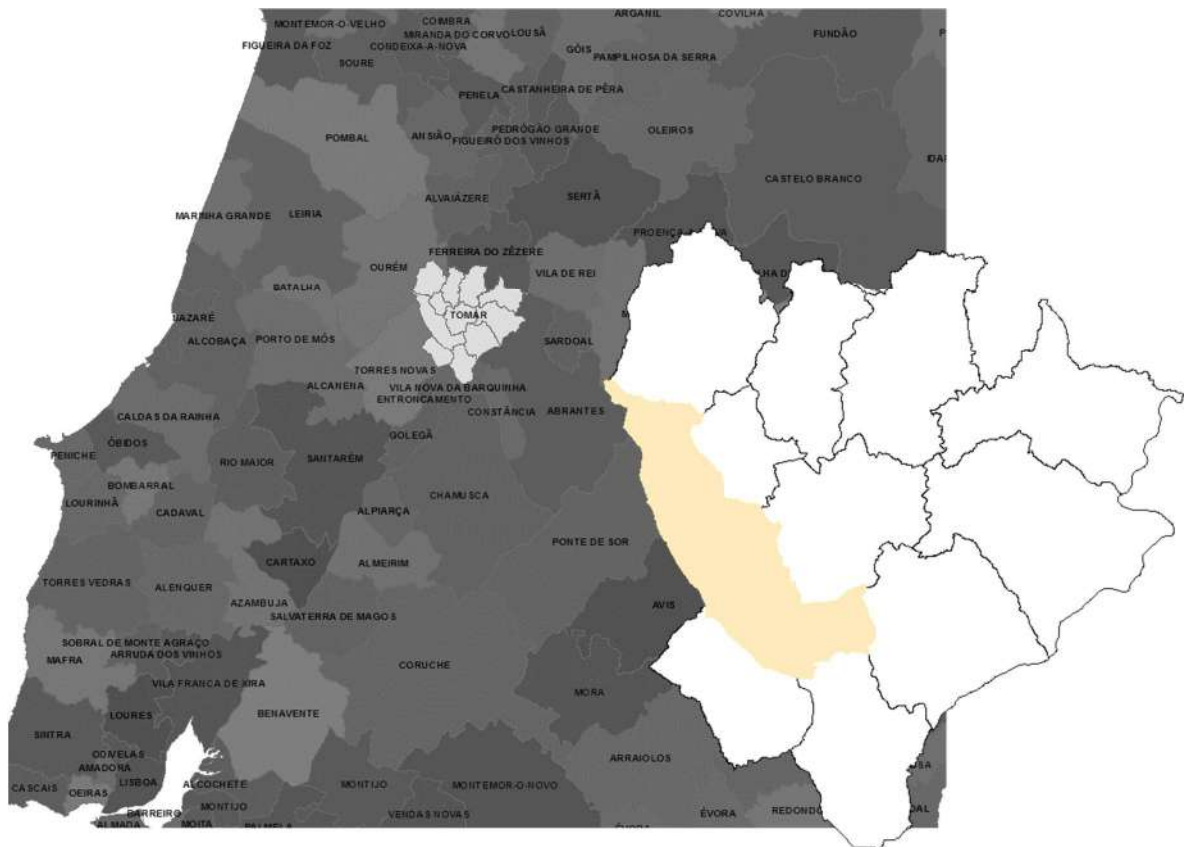 ARGANIL
COVILHÃ
COIMBRA
MONTEMOR-O-VELHO
MIRANDA DO CORVO
LOUSÃ
FUNDÃO
FIGUEIRA DA FOZ
CONDEIXA-A-NOVA
GÓIS
PAMPILHOSA DA SERRA
SOURE
CASTANHEIRA DE PÊRA
PENELA
PEDRÓGÃO GRANDE
OLEIROS
POMBAL
ANSIÃO
FIGUEIRÓ DOS VINHOS
CASTELO BRANCO
ALVAIÁZERE
SERTÃ
MARINHA GRANDE
LEIRIA
FERREIRA DO ZÊZERE
OURÉM
VILA DE REI
BATALHA
TOMAR
ALCOBAÇA
PORTO DE MÓS
SARDOAL
TORRES NOVAS
ALCANENA
VILA NOVA DA BARQUINHA
ENTRONCAMENTO
CONSTÂNCIA
ABRANTES
CALDAS DA RAINHA
GOLEGÃ
ÓBIDOS
PENICHE
RIO MAIOR
SANTARÉM
BOMBARRAL
CHAMUSCA
LOURINHÃ
CADAVAL
ALPIARÇA
PONTE DE SOR
CARTAXO
ALMEIRIM
TORRES VEDRAS
ALENQUER
AZAMBUJA
AVIS
SALVATERRA DE MAGOS
SOBRAL DE MONTE AGRAÇO
ARRUDA DOS VINHOS
MAFRA
CORUCHE
VILA FRANCA DE XIRA
MORA
BENAVENTE
LOURES
SINTRA
ODIVELAS
ARRAIOLOS
AMADORA
CASCAIS
OEIRAS
LISBOA
ALCOCHETE
MONTIJO
MONTEMOR-O-NOVO
MONTIJO
BARREIRO
VENDAS NOVAS
ÉVORA
REDONDO
ALMADA
MOITA
PALMELA
ÉVORA